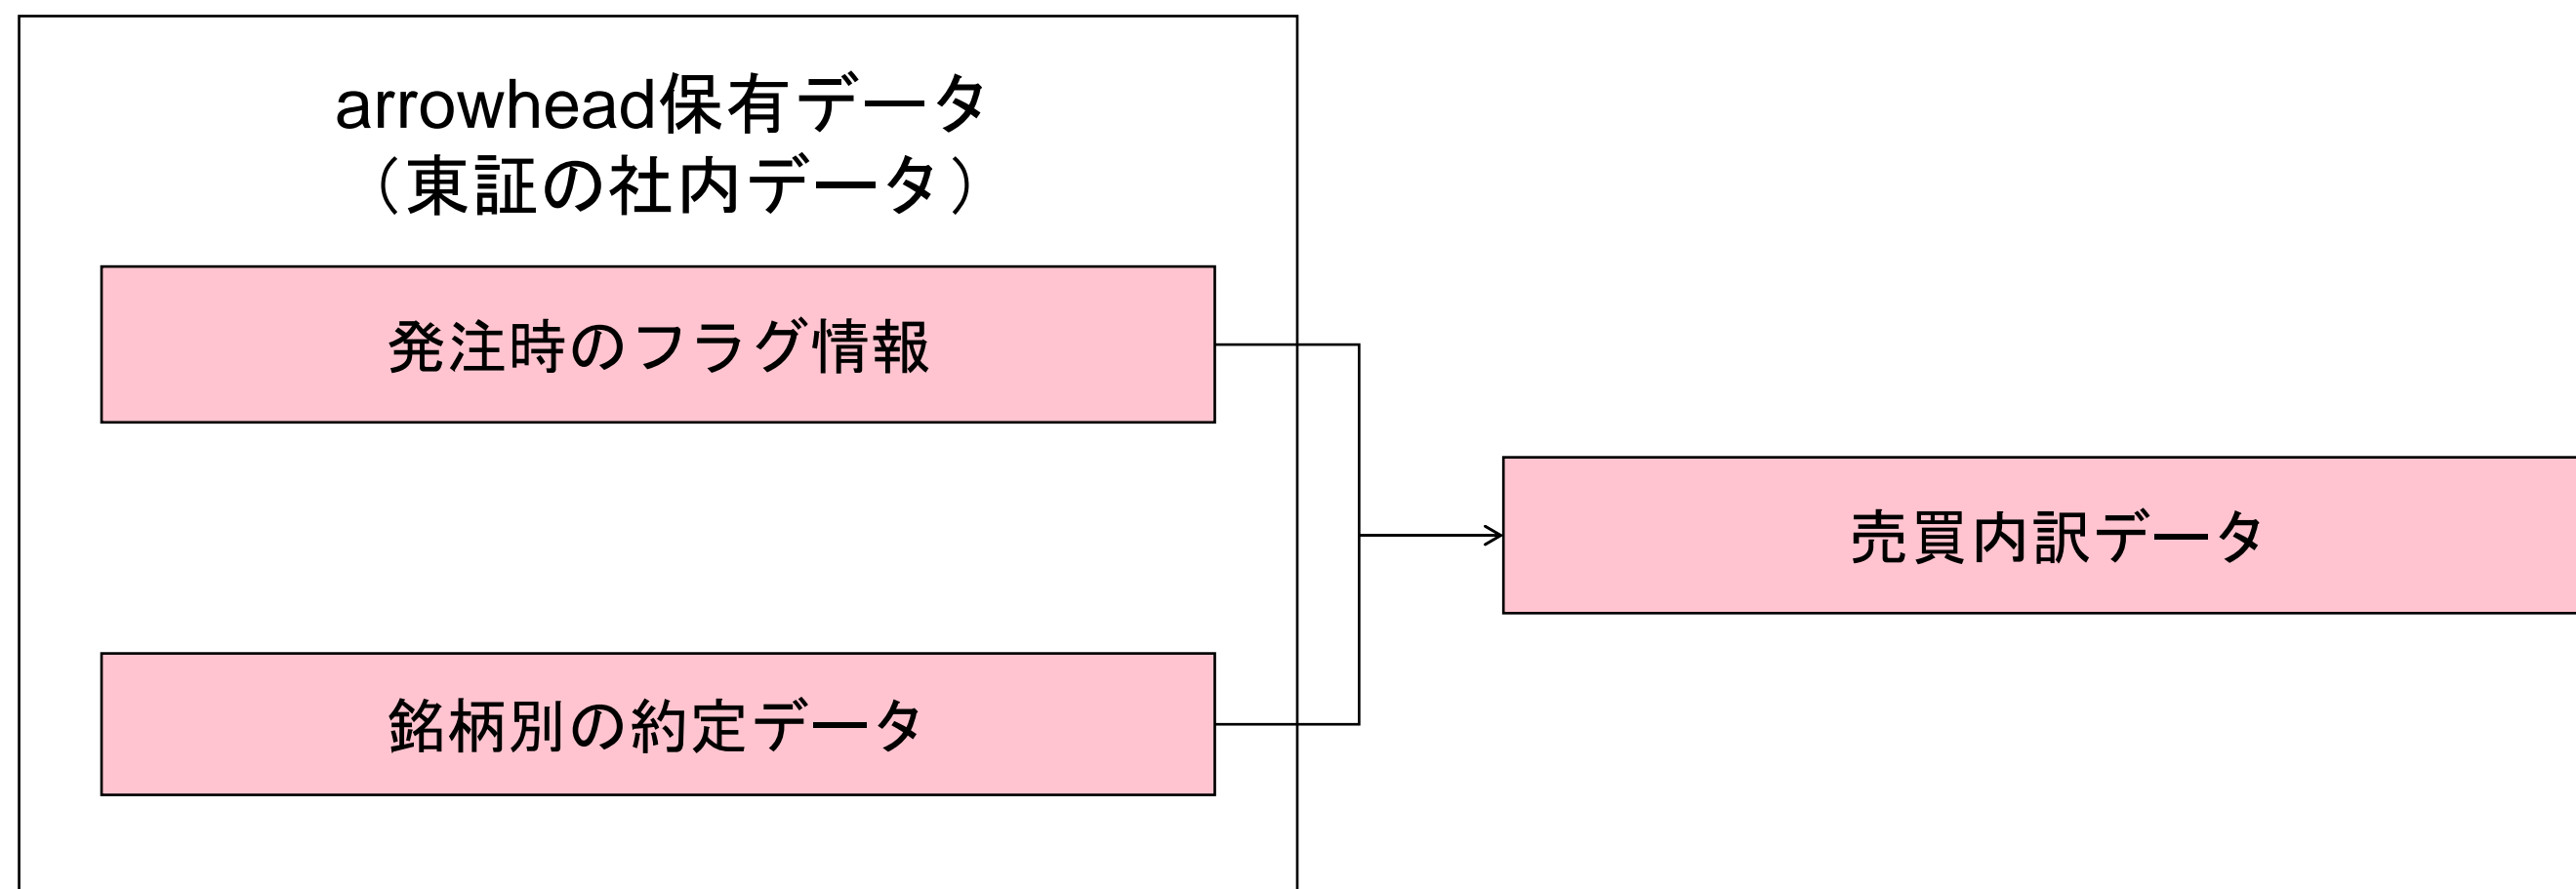 arrowhead保有データ
（東証の社内データ）
発注時のフラグ情報
売買内訳データ
銘柄別の約定データ